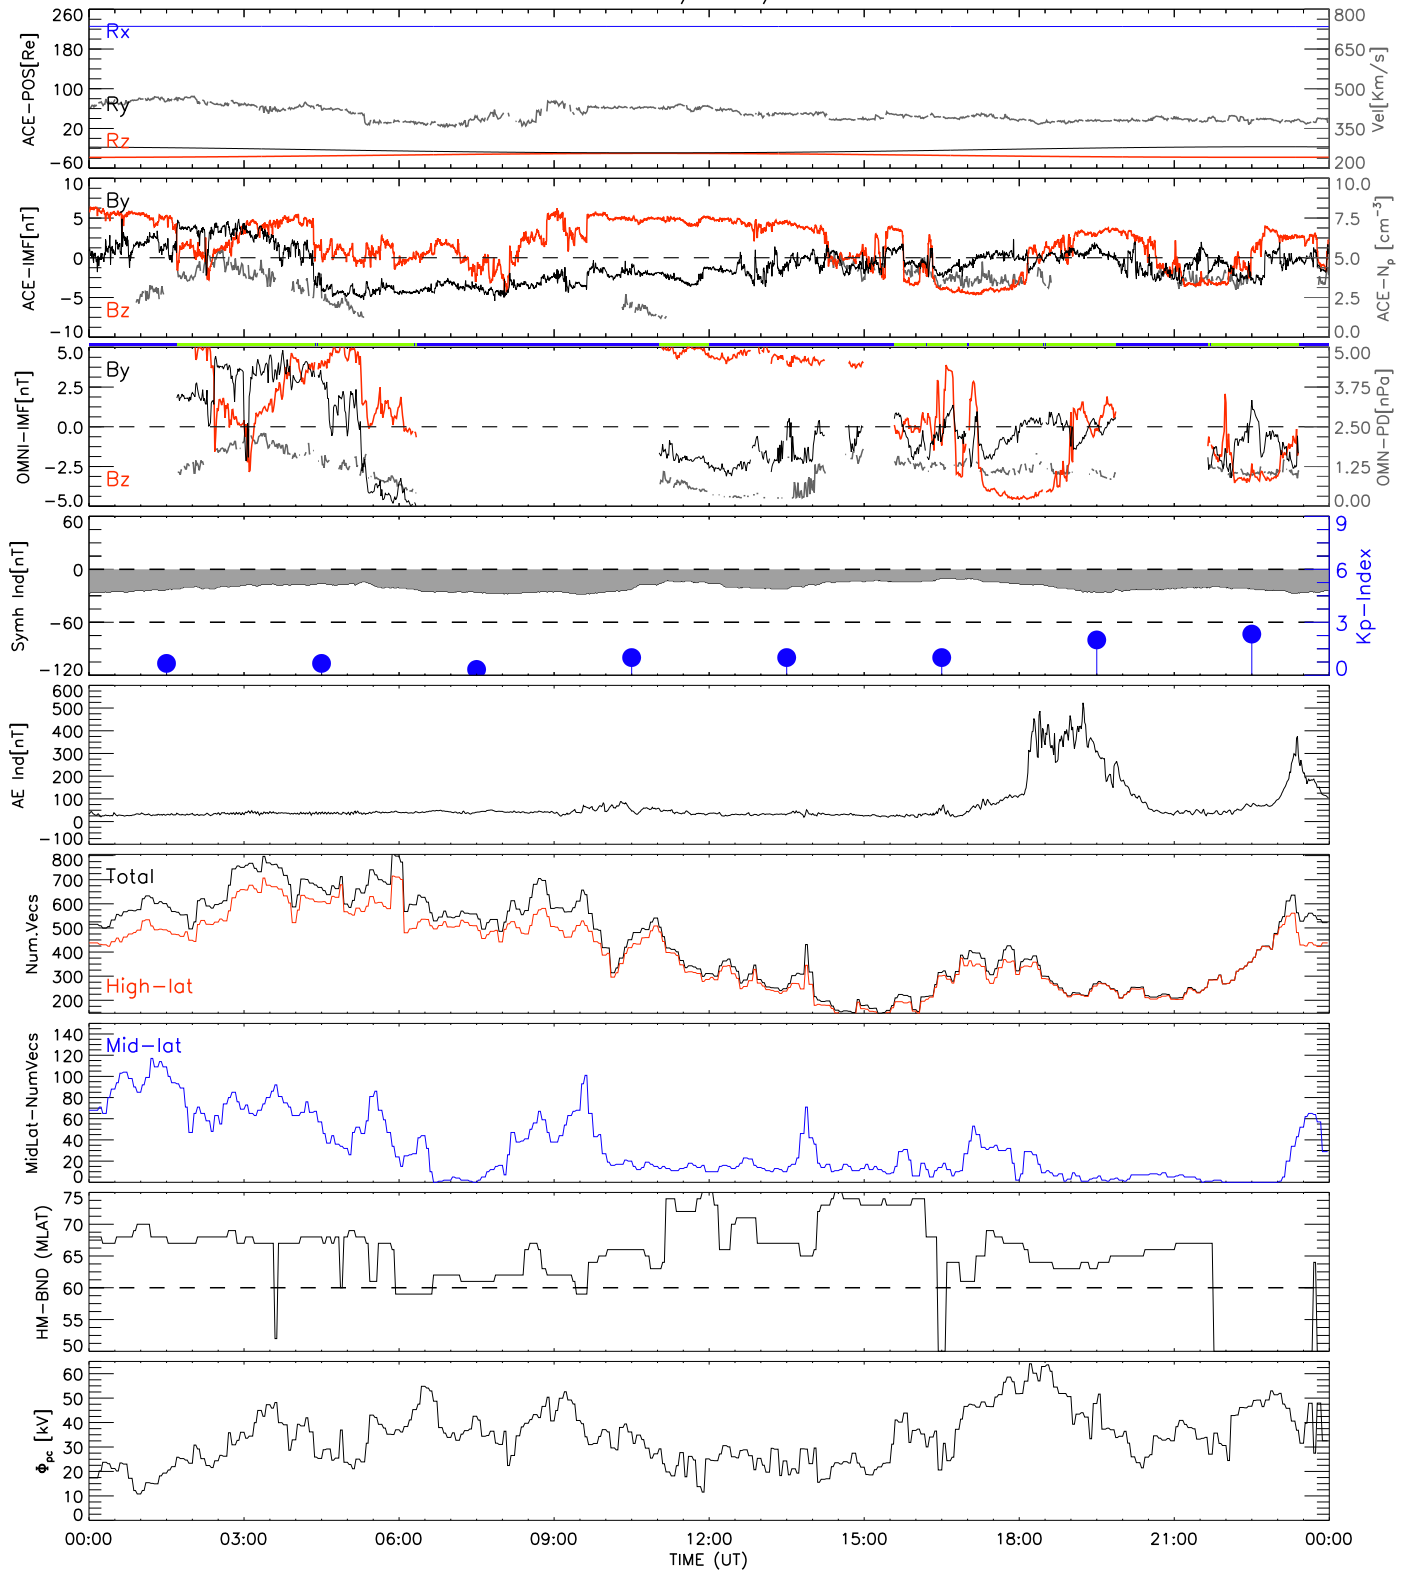 260
180
100
20
−60
ACE−POS[Re]
Rx
Ry
Rz
800
650
500
350
200
Vel[Km/s]
10
5
0
−5
−10
ACE−IMF[nT]
By
Bz
10.0
7.5
5.0
2.5
0.0
ACE−Np [cm−3]
5.0
2.5
0.0
−2.5
−5.0
OMNI−IMF[nT]
By
Bz
5.00
3.75
2.50
1.25
0.00
OMN−PD[nPa]
60
0
−60
−120
Symh Ind[nT]
9
6
3
0
Kp−Index
600
500
400
300
200
100
0
−100
AE Ind[nT]
800
700
600
500
400
300
200
Num.Vecs
Total
High−lat
140
120
100
80
60
40
20
0
MidLat−NumVecs
Mid−lat
75
70
65
60
55
50
HM−BND (MLAT)
60
50
40
30
20
10
0
Φpc [kV]
00:00 03:00 06:00 09:00 12:00 15:00 18:00 21:00 00:00
TIME (UT)